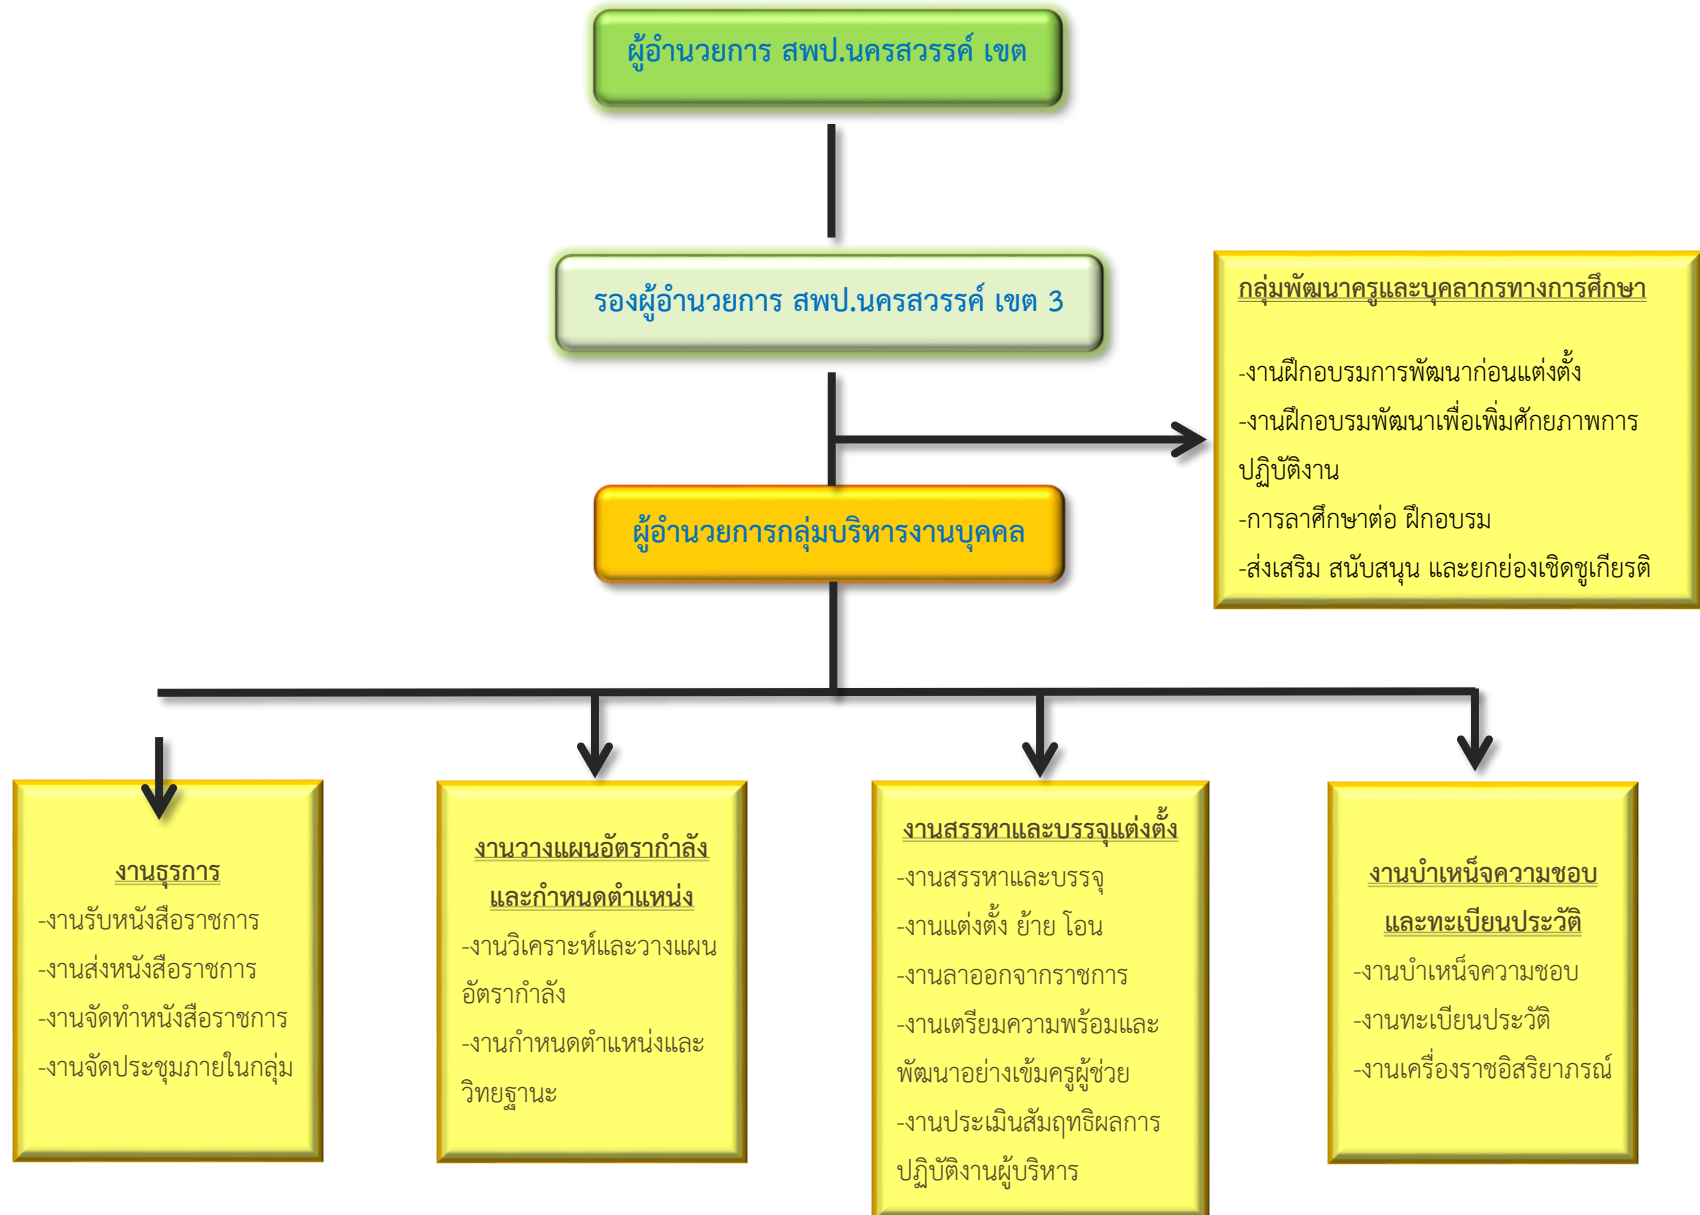 ผู้อำนวยการ สพป.นครสวรรค์ เขต
รองผู้อำนวยการ สพป.นครสวรรค์ เขต 3
กลุ่มพัฒนาครูและบุคลากรทางการศึกษา
-งานฝึกอบรมการพัฒนาก่อนแต่งตั้ง
-งานฝึกอบรมพัฒนาเพื่อเพิ่มศักยภาพการ
ปฏิบัติงาน
-การลาศึกษาต่อ ฝึกอบรม
-ส่งเสริม สนับสนุน และยกย่องเชิดชูเกียรติ
ผู้อำนวยการกลุ่มบริหารงานบุคคล
งานธุรการ
-งานรับหนังสือราชการ
-งานส่งหนังสือราชการ
-งานจัดทำหนังสือราชการ
-งานจัดประชุมภายในกลุ่ม
งานวางแผนอัตรากำลัง
และกำหนดตำแหน่ง
-งานวิเคราะห์และวางแผน
อัตรากำลัง
-งานกำหนดตำแหน่งและ
วิทยฐานะ
งานสรรหาและบรรจุแต่งตั้ง
-งานสรรหาและบรรจุ
-งานแต่งตั้ง ย้าย โอน
-งานลาออกจากราชการ
-งานเตรียมความพร้อมและ
พัฒนาอย่างเข้มครูผู้ช่วย
-งานประเมินสัมฤทธิผลการ
ปฏิบัติงานผู้บริหาร
งานบำเหน็จความชอบ
และทะเบียนประวัติ
-งานบำเหน็จความชอบ
-งานทะเบียนประวัติ
-งานเครื่องราชอิสริยาภรณ์